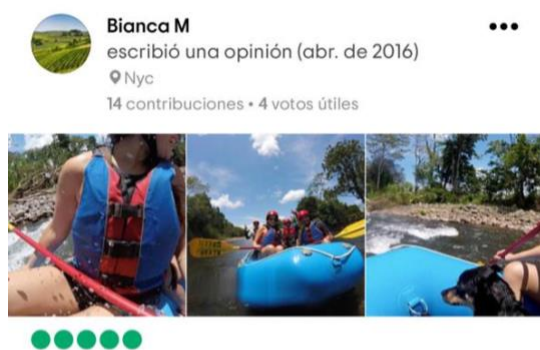 Bianca M
escribió una opinión (abr. de 2016)
Nyc
14 contribuciones • 4 votos útiles